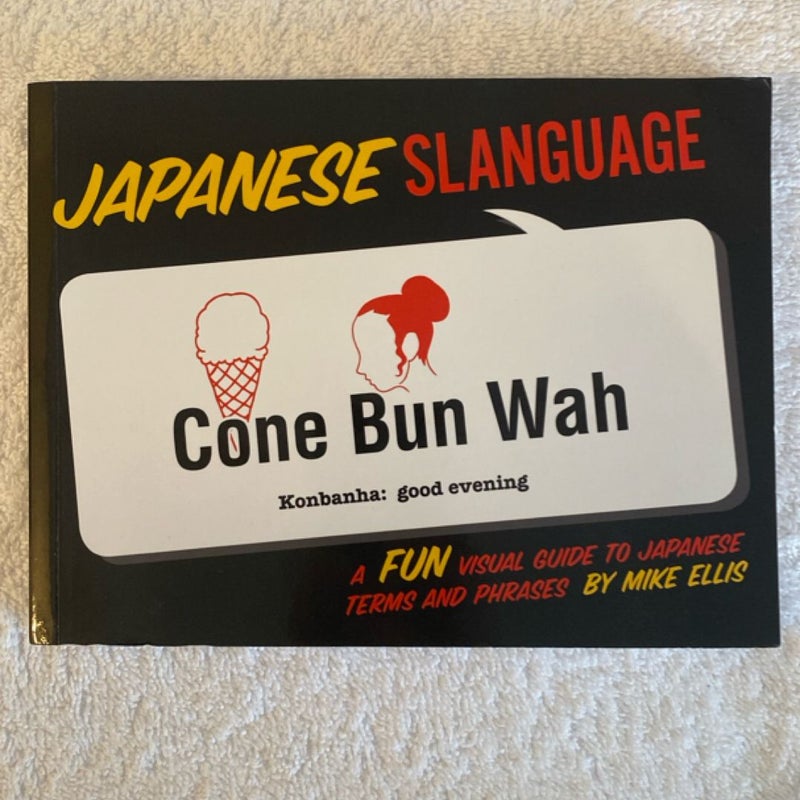 JAPANESE SLANGUAGE
Cone Bun Wah
Konbanha: good evening
A FUN VISUAL GUIDE TO JAPANESE
TERMS AND PHRASES BY MIKE ELLIS